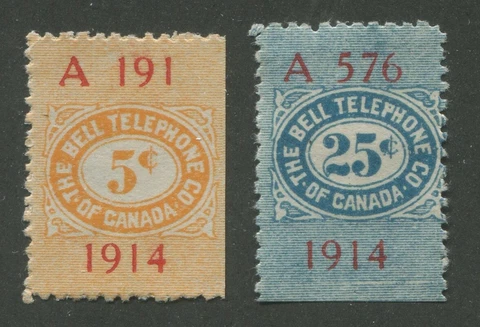 A 191
THE BELL TELEPHONE CO.
5¢
OF CANADA
1914
A 576
THE BELL TELEPHONE CO.
25¢
OF CANADA
1914